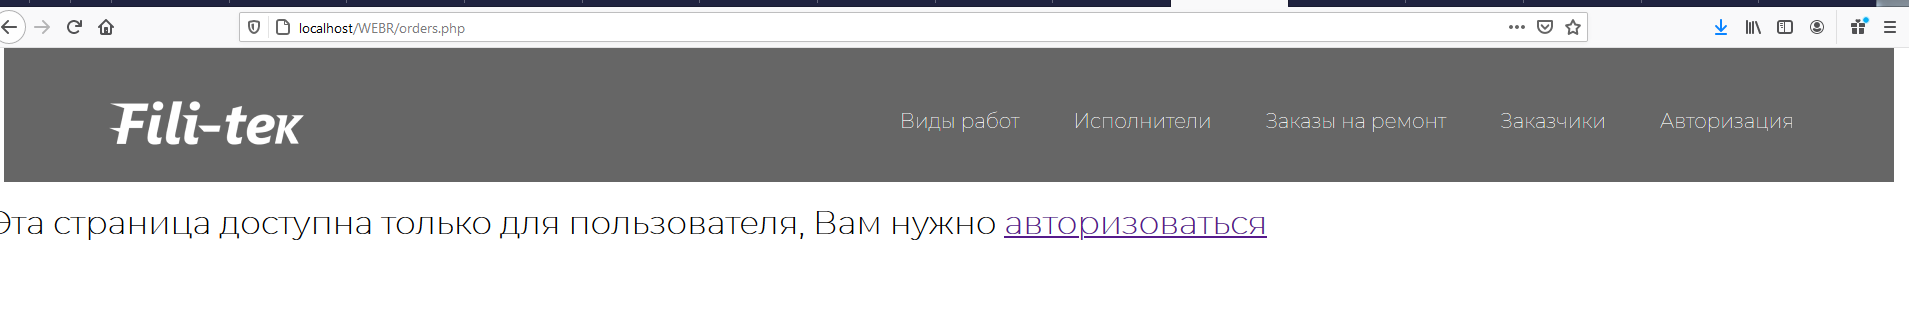 localhost/WEBR/orders.php
Fili-tek
Виды работ Исполнители Заказы на ремонт Заказчики Авторизация
Эта страница доступна только для пользователя, Вам нужно авторизоваться